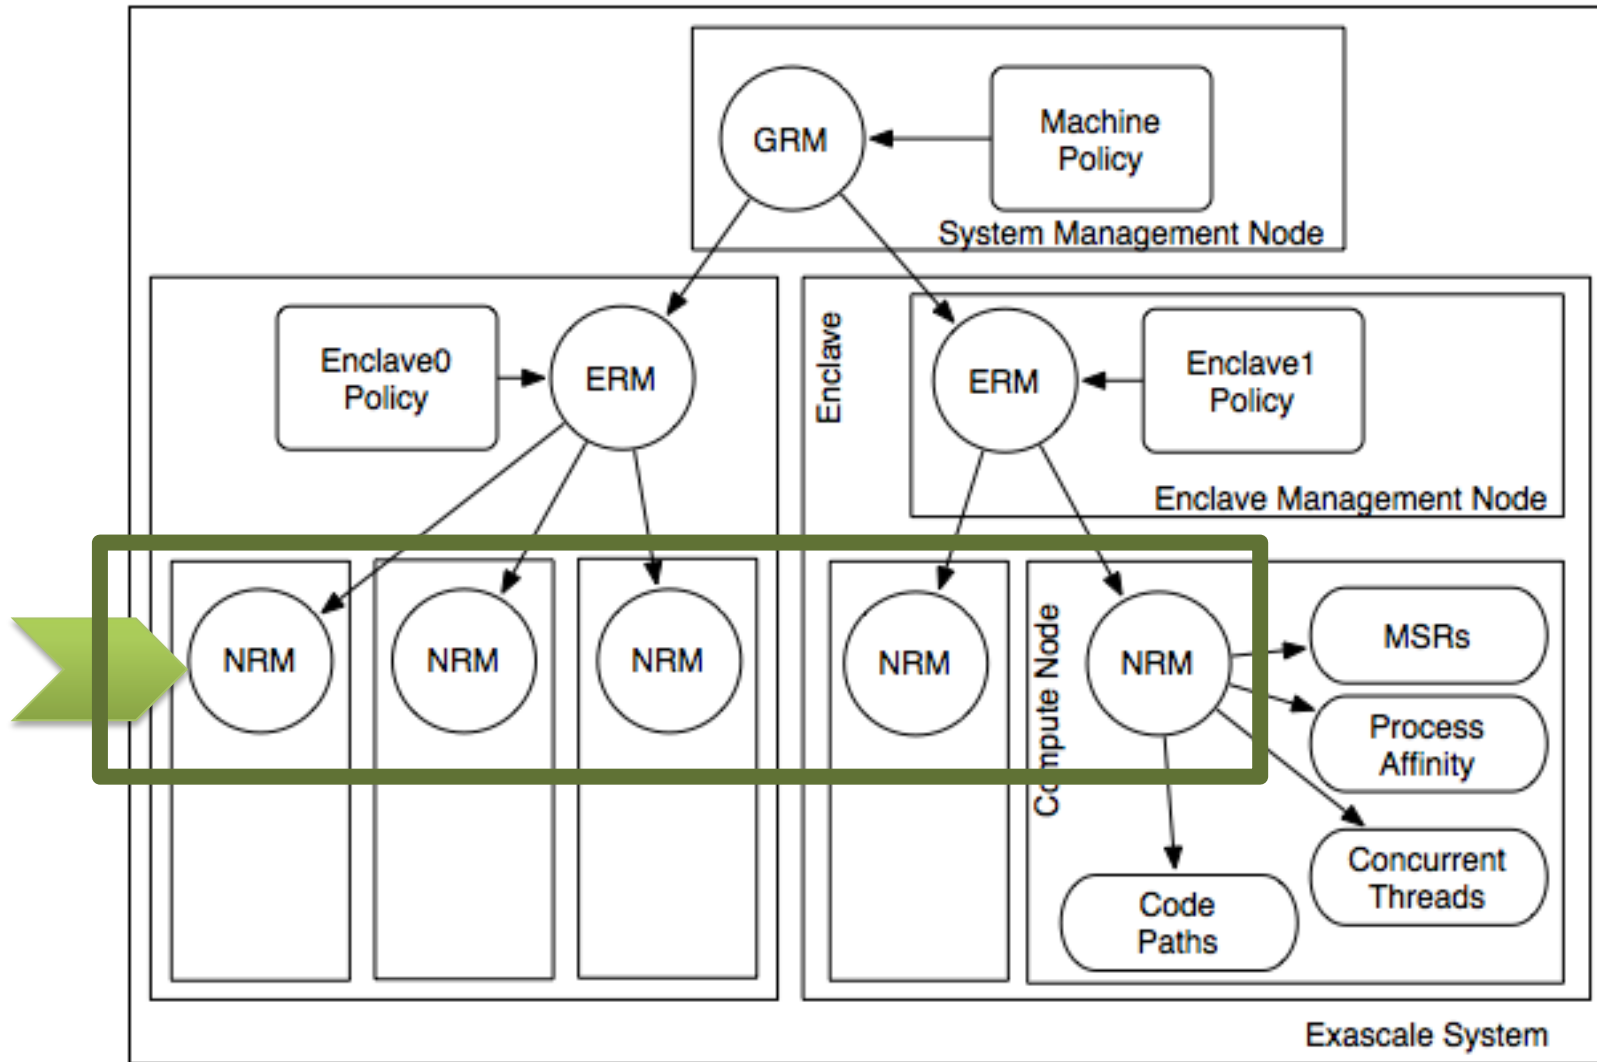 GRM
Machine
Policy
System Management Node
Enclave0
Policy
ERM
Enclave
ERM
Enclave1
Policy
Enclave Management Node
NRM
NRM
NRM
NRM
Compute Node
NRM
MSRs
Process
Affinity
Concurrent
Threads
Code
Paths
Exascale System